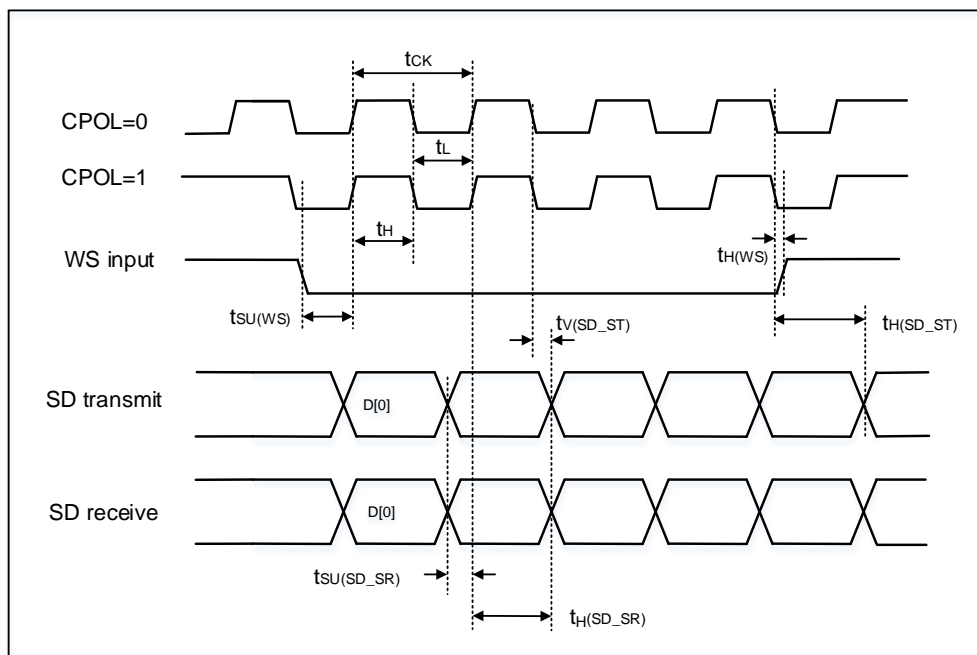 tCK
CPOL=0
tL
CPOL=1
tH
tH(WS)
WS input
tSU(WS)
tV(SD_ST)
tH(SD_ST)
SD transmit
D[0]
SD receive
D[0]
tSU(SD_SR)
tH(SD_SR)